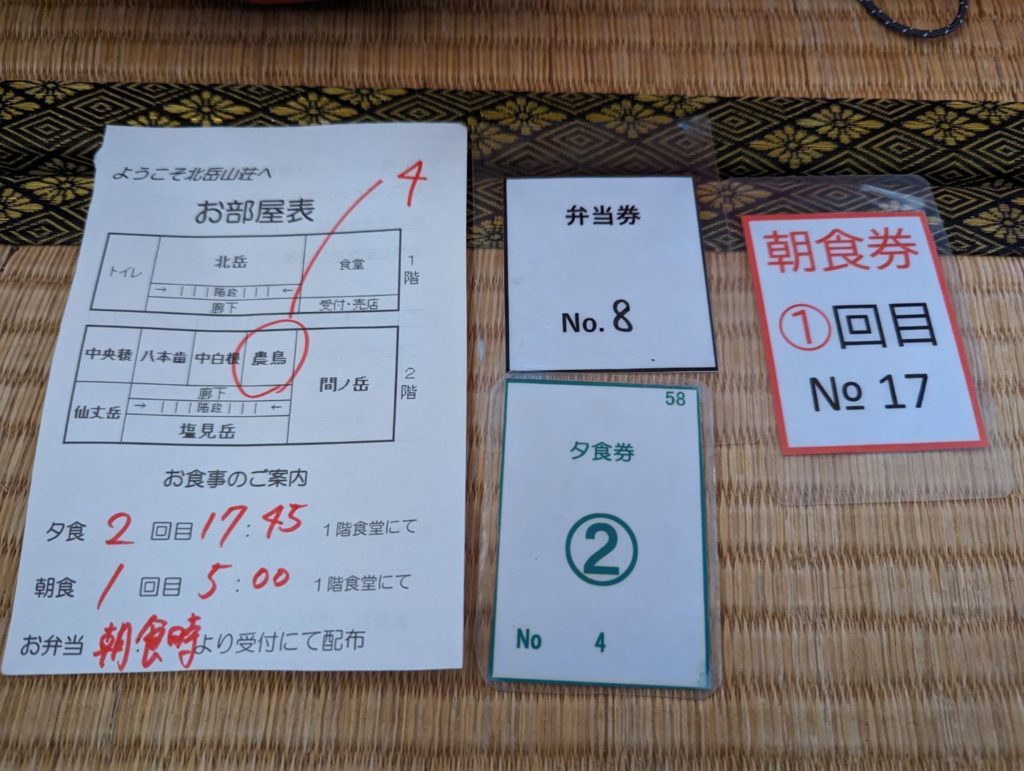 ようこそ北岳山荘へ
4
お部屋表
トイレ
北岳
食堂
→ 階段 ←
廊下
受付・売店
1階
中央稜
八本歯
中白根
農鳥
間ノ岳
廊下
→ 階段 ←
仙丈岳
塩見岳
2階
お食事のご案内
夕食 2 回目 17:45 1階食堂にて
朝食 1 回目 5:00 1階食堂にて
お弁当 朝食時より受付にて配布
弁当券
No. 8
58
夕食券
②
No 4
朝食券
①回目
№ 17